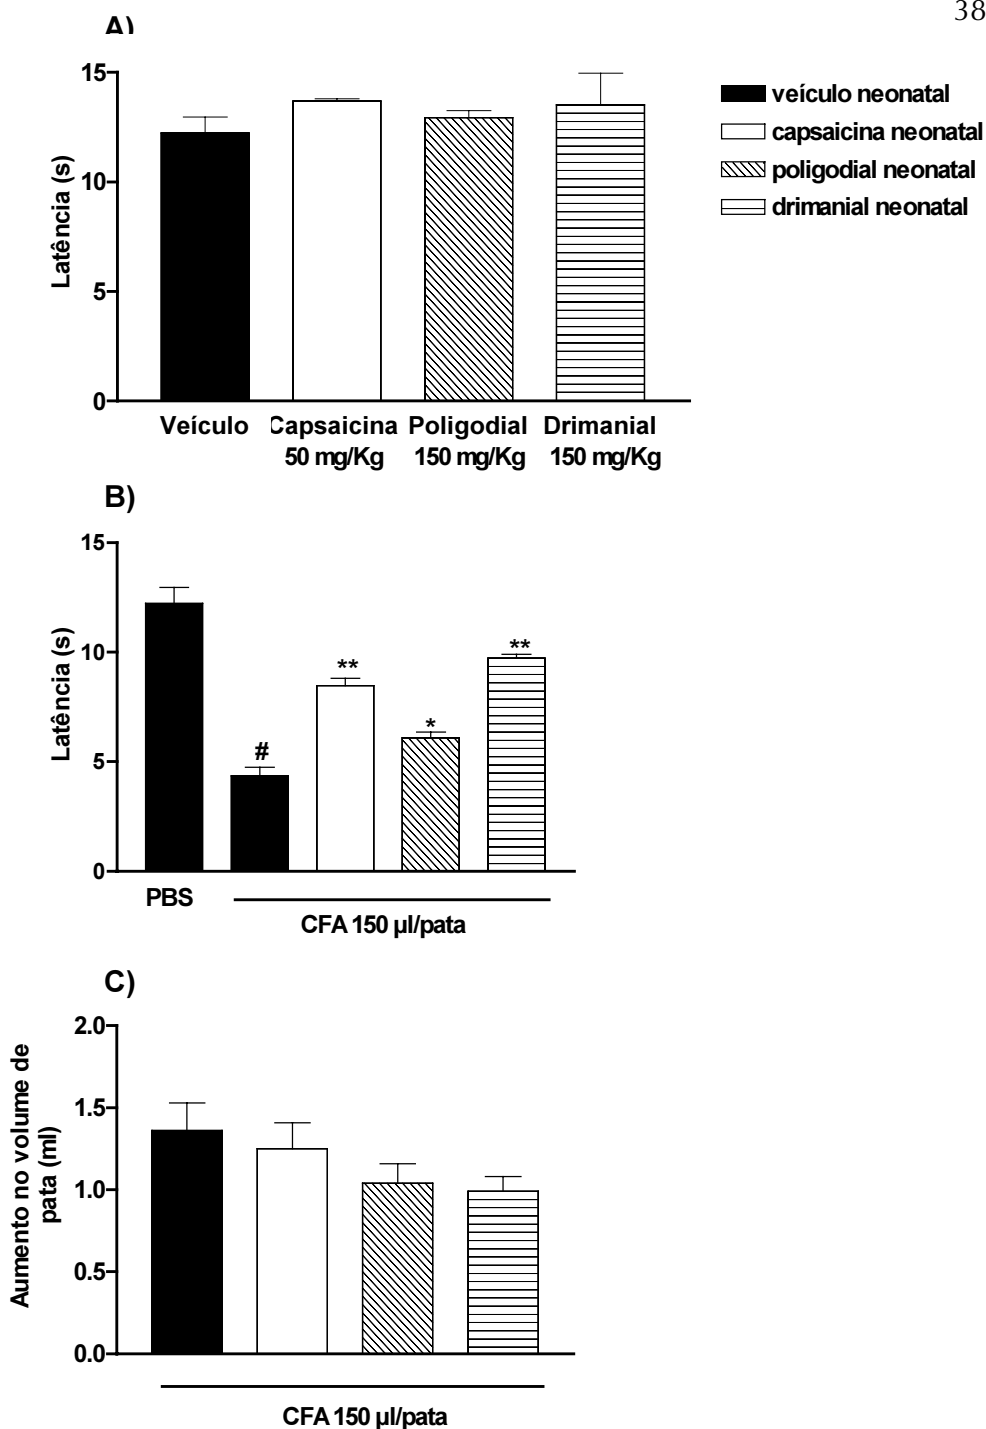 38
A)
15
10
5
0
Latência (s)
veículo neonatal
capsaicina neonatal
poligodial neonatal
drimanial neonatal
Veículo Capsaicina Poligodial Drimanial
50 mg/Kg 150 mg/Kg 150 mg/Kg
B)
15
10
5
0
Latência (s)
#
**
*
**
PBS
CFA 150 µl/pata
C)
2.0
1.5
1.0
0.5
0.0
Aumento no volume de
pata (ml)
CFA 150 µl/pata